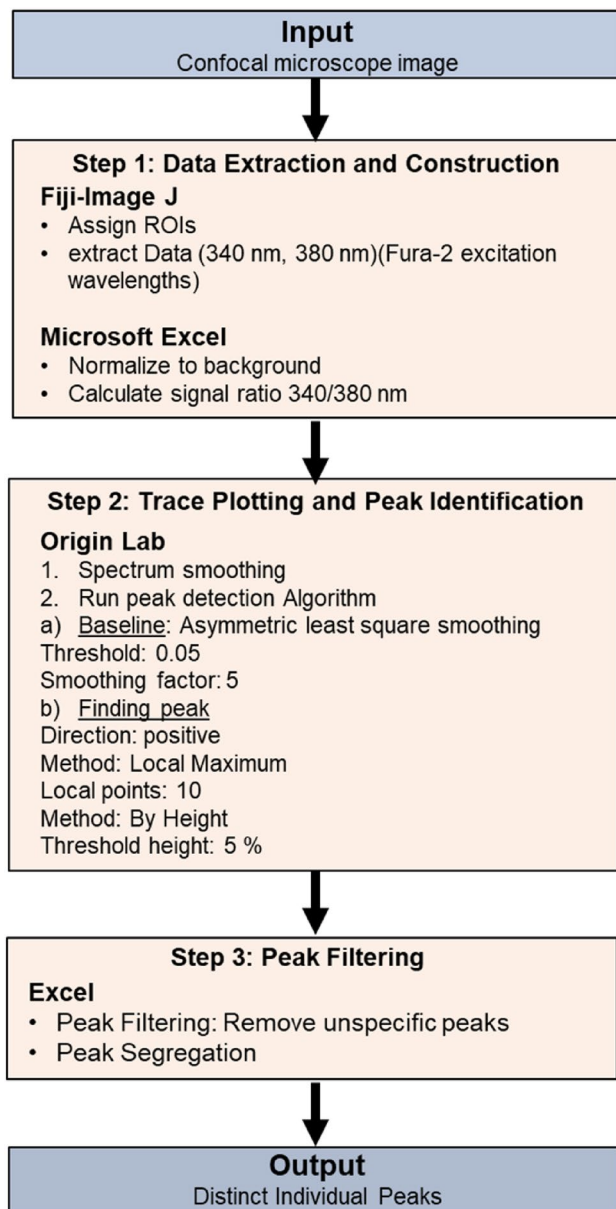 Input
Confocal microscope image
Step 1: Data Extraction and Construction
Fiji-Image J
• Assign ROIs
• extract Data (340 nm, 380 nm)(Fura-2 excitation
wavelengths)
Microsoft Excel
• Normalize to background
• Calculate signal ratio 340/380 nm
Step 2: Trace Plotting and Peak Identification
Origin Lab
1. Spectrum smoothing
2. Run peak detection Algorithm
a) Baseline: Asymmetric least square smoothing
Threshold: 0.05
Smoothing factor: 5
b) Finding peak
Direction: positive
Method: Local Maximum
Local points: 10
Method: By Height
Threshold height: 5 %
Step 3: Peak Filtering
Excel
• Peak Filtering: Remove unspecific peaks
• Peak Segregation
Output
Distinct Individual Peaks